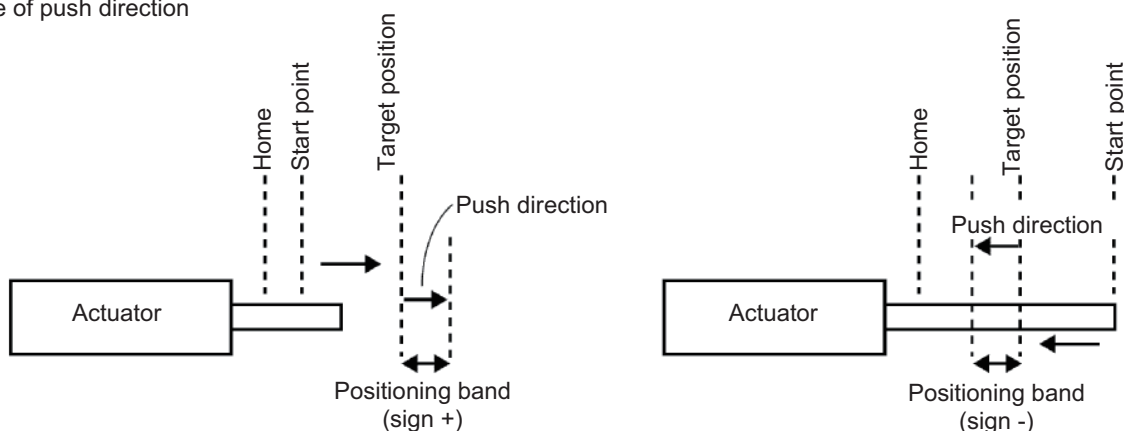 of push direction
Home
Start point
Target position
Push direction
Actuator
Positioning band
(sign +)
Home
Target position
Start point
Push direction
Actuator
Positioning band
(sign -)